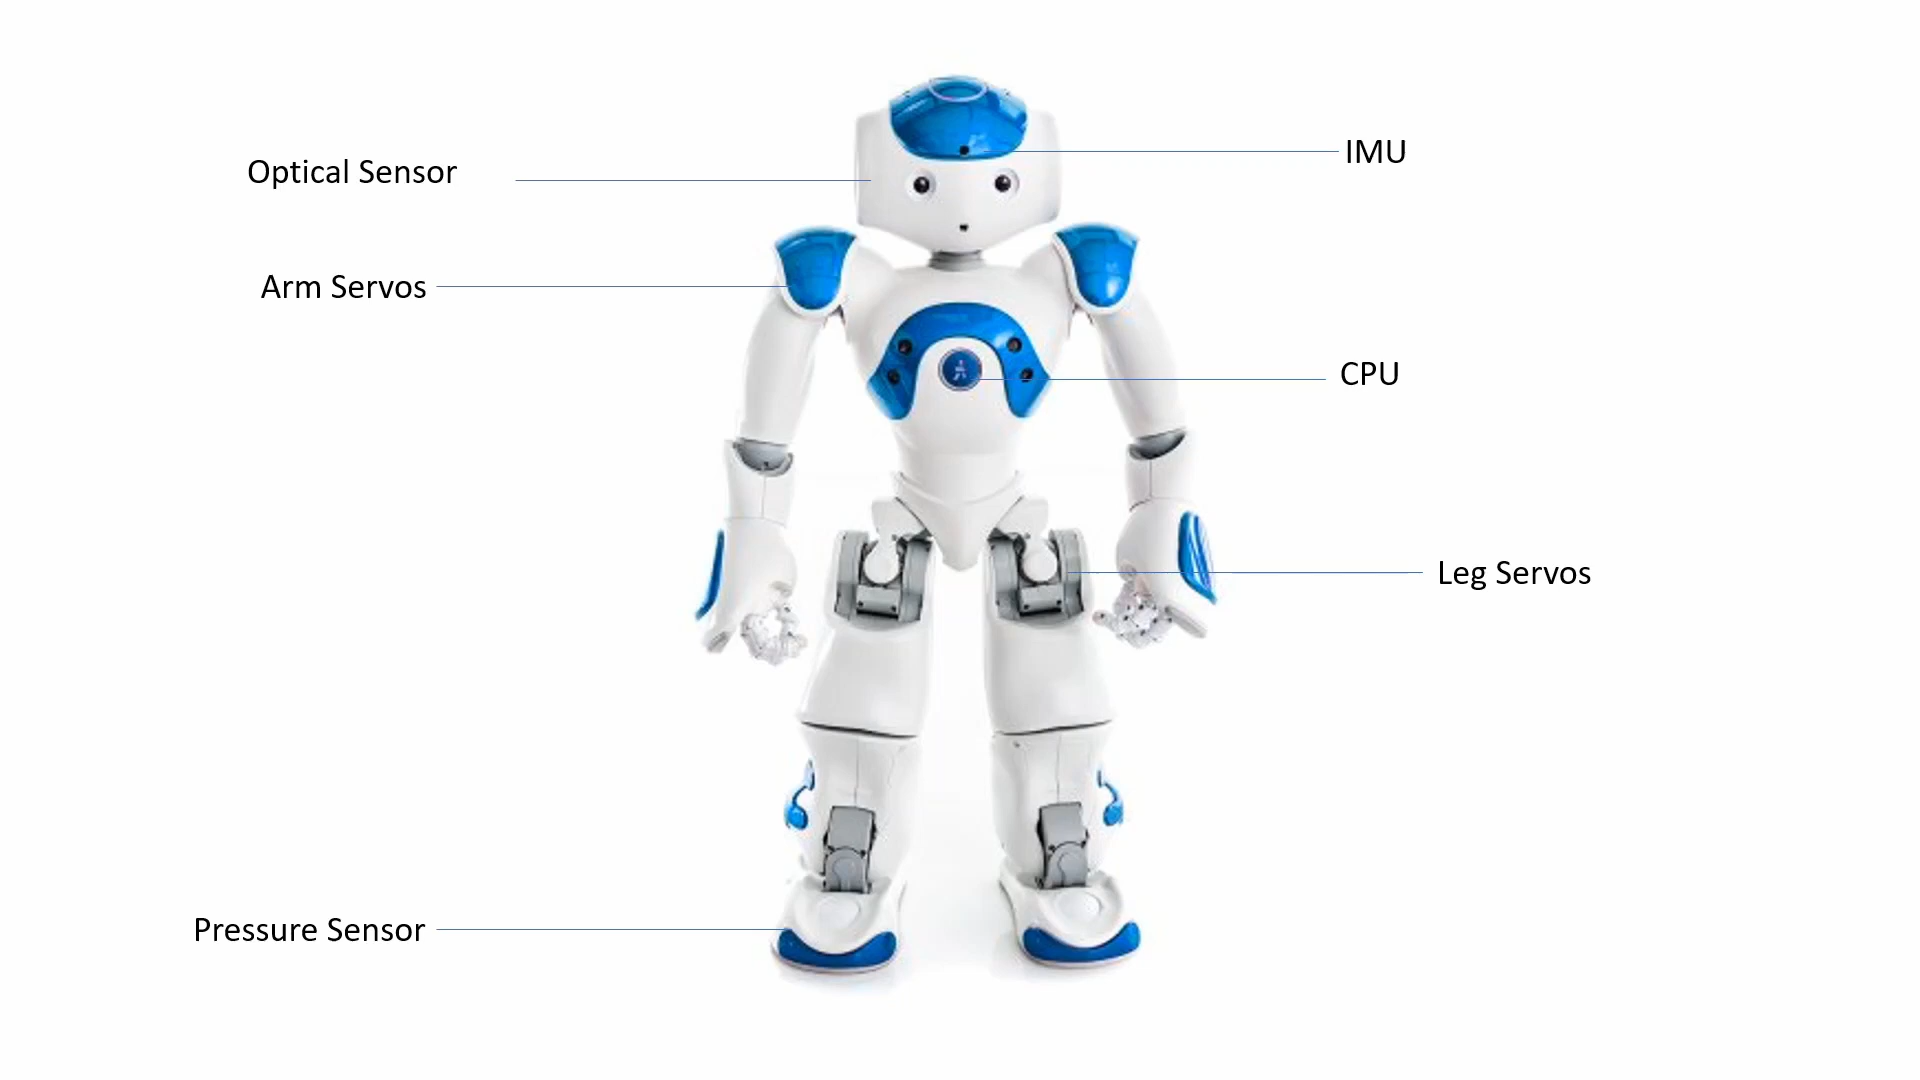 Optical Sensor
IMU
Arm Servos
CPU
Leg Servos
Pressure Sensor